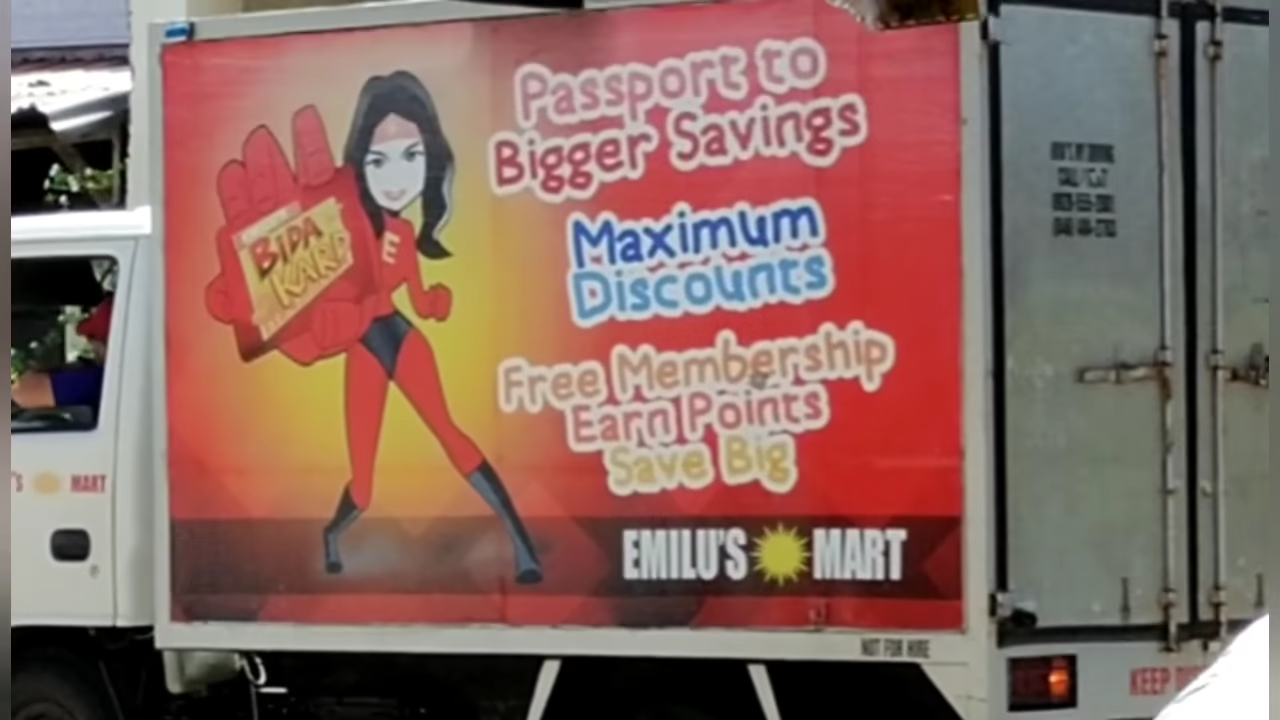 Passport to
Bigger Savings
Maximum
Discounts
Free Membership
Earn Points
Save Big
BIDA
KARD
E
EMILU'S MART
'S MART
NOT FOR HIRE
KEEP